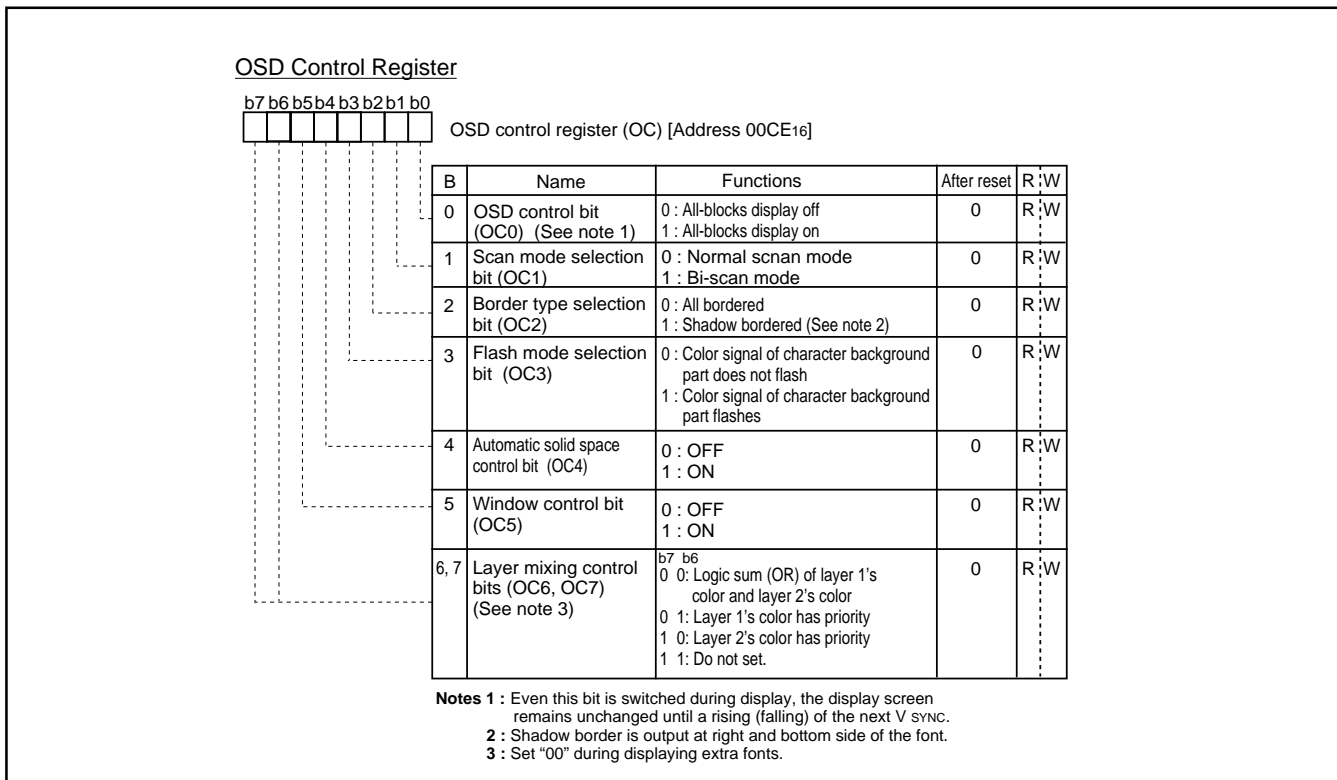 OSD Control Register
b7 b6 b5 b4 b3 b2 b1 b0
OSD control register (OC) [Address 00CE16]
B Name Functions After reset R W
0 OSD control bit (OC0) (See note 1) 0 : All-blocks display off 0 R W
1 : All-blocks display on
1 Scan mode selection bit (OC1) 0 : Normal scnan mode 0 R W
1 : Bi-scan mode
2 Border type selection bit (OC2) 0 : All bordered 0 R W
1 : Shadow bordered (See note 2)
3 Flash mode selection bit (OC3) 0 : Color signal of character background 0 R W
part does not flash
1 : Color signal of character background
part flashes
4 Automatic solid space control bit (OC4) 0 : OFF 0 R W
1 : ON
5 Window control bit (OC5) 0 : OFF 0 R W
1 : ON
6, 7 Layer mixing control bits (OC6, OC7) (See note 3) b7 b6 0 R W
0 0: Logic sum (OR) of layer 1's
color and layer 2's color
0 1: Layer 1's color has priority
1 0: Layer 2's color has priority
1 1: Do not set.
Notes 1 : Even this bit is switched during display, the display screen
remains unchanged until a rising (falling) of the next V SYNC.
2 : Shadow border is output at right and bottom side of the font.
3 : Set “00” during displaying extra fonts.